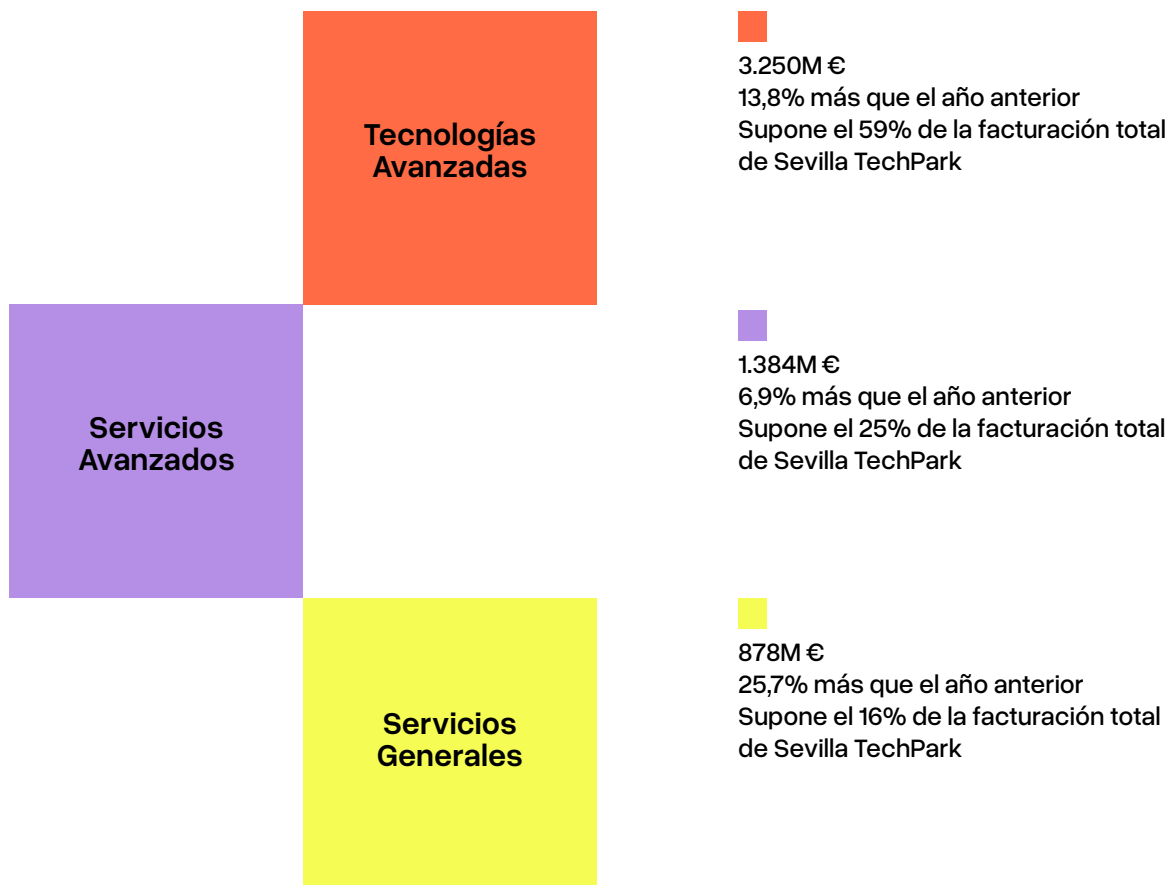 Tecnologías
Avanzadas
3.250M €
13,8% más que el año anterior
Supone el 59% de la facturación total
de Sevilla TechPark
Servicios
Avanzados
1.384M €
6,9% más que el año anterior
Supone el 25% de la facturación total
de Sevilla TechPark
Servicios
Generales
878M €
25,7% más que el año anterior
Supone el 16% de la facturación total
de Sevilla TechPark